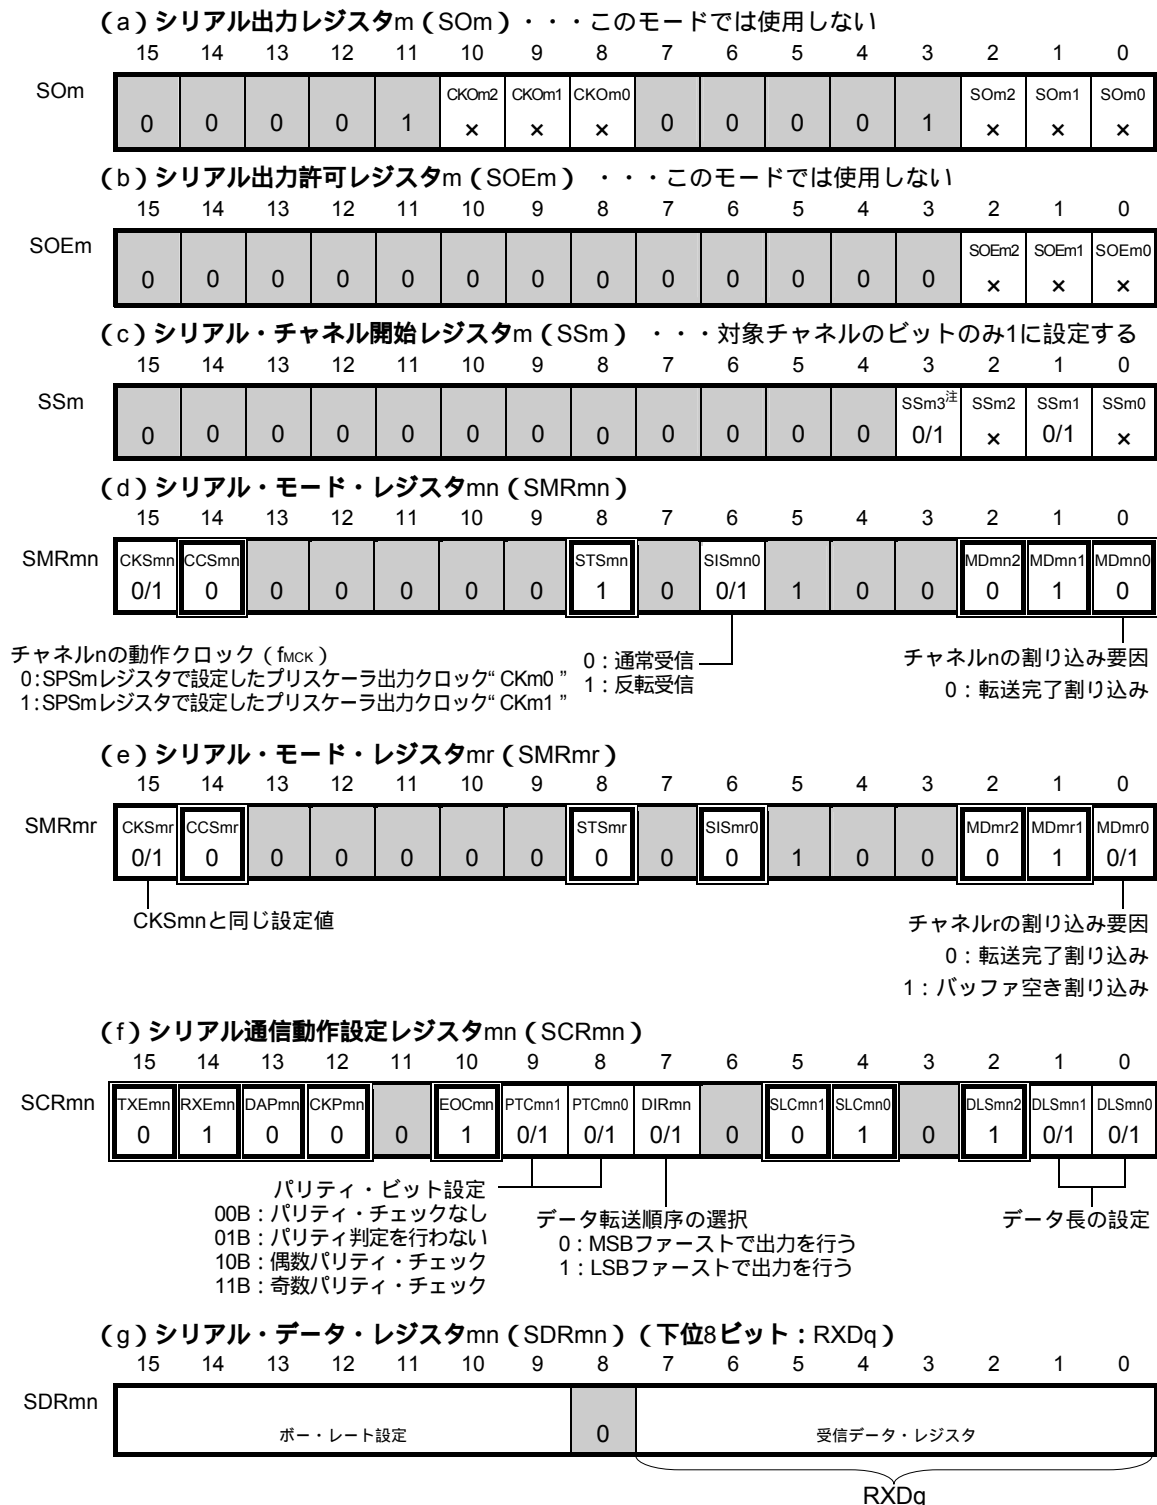 (a)シリアル出力レジスタm(SOm)・・・このモードでは使用しない
15 14 13 12 11 10 9 8 7 6 5 4 3 2 1 0
SOm
CKOm2 CKOm1 CKOm0 SOm2 SOm1 SOm0
0 0 0 0 1 × × × 0 0 0 0 1 × × ×
(b)シリアル出力許可レジスタm(SOEm) ・・・このモードでは使用しない
15 14 13 12 11 10 9 8 7 6 5 4 3 2 1 0
SOEm
SOEm2 SOEm1 SOEm0
0 0 0 0 0 0 0 0 0 0 0 0 0 × × ×
(c)シリアル・チャネル開始レジスタm(SSm) ・・・対象チャネルのビットのみ1に設定する
15 14 13 12 11 10 9 8 7 6 5 4 3 2 1 0
SSm
SSm3注 SSm2 SSm1 SSm0
0 0 0 0 0 0 0 0 0 0 0 0 0/1 × 0/1 ×
(d)シリアル・モード・レジスタmn(SMRmn)
15 14 13 12 11 10 9 8 7 6 5 4 3 2 1 0
SMRmn
CKSmn CCSmn STSmn SISmn0 MDmn2 MDmn1 MDmn0
0/1 0 0 0 0 0 0 1 0 0/1 1 0 0 0 1 0
チャネルnの動作クロック(fMCK)
0:SPSmレジスタで設定したプリスケーラ出力クロック“CKm0”
1:SPSmレジスタで設定したプリスケーラ出力クロック“CKm1”
0:通常受信
1:反転受信
チャネルnの割り込み要因
0:転送完了割り込み
(e)シリアル・モード・レジスタmr(SMRmr)
15 14 13 12 11 10 9 8 7 6 5 4 3 2 1 0
SMRmr
CKSmr CCSmr STSmr SISmr0 MDmr2 MDmr1 MDmr0
0/1 0 0 0 0 0 0 0 0 0 1 0 0 0 1 0/1
CKSmnと同じ設定値
チャネルrの割り込み要因
0:転送完了割り込み
1:バッファ空き割り込み
(f)シリアル通信動作設定レジスタmn(SCRmn)
15 14 13 12 11 10 9 8 7 6 5 4 3 2 1 0
SCRmn
TXEmn RXEmn DAPmn CKPmn EOCmn PTCmn1 PTCmn0 DIRmn SLCmn1 SLCmn0 DLSmn2 DLSmn1 DLSmn0
0 1 0 0 0 1 0/1 0/1 0/1 0 0 1 0 1 0/1 0/1
パリティ・ビット設定
00B:パリティ・チェックなし
01B:パリティ判定を行わない
10B:偶数パリティ・チェック
11B:奇数パリティ・チェック
データ転送順序の選択
0:MSBファーストで出力を行う
1:LSBファーストで出力を行う
データ長の設定
(g)シリアル・データ・レジスタmn(SDRmn)(下位8ビット:RXDq)
15 14 13 12 11 10 9 8 7 6 5 4 3 2 1 0
SDRmn
ボー・レート設定 0 受信データ・レジスタ
RXDq